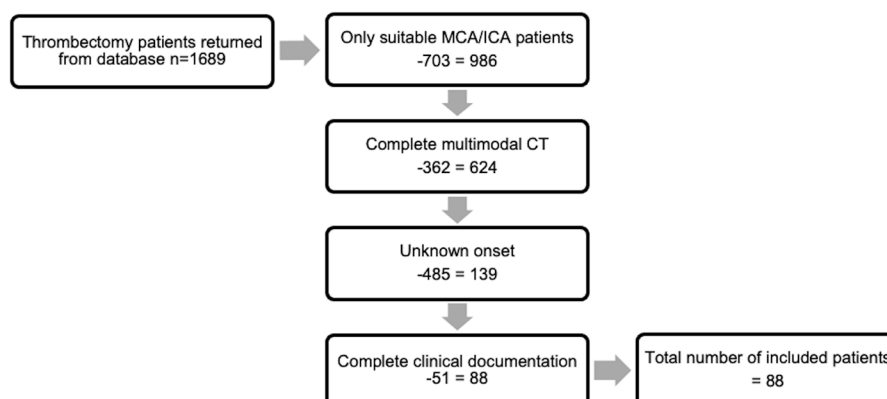 Thrombectomy patients returned
from database n=1689
Only suitable MCA/ICA patients
-703 = 986
Complete multimodal CT
-362 = 624
Unknown onset
-485 = 139
Complete clinical documentation
-51 = 88
Total number of included patients
= 88